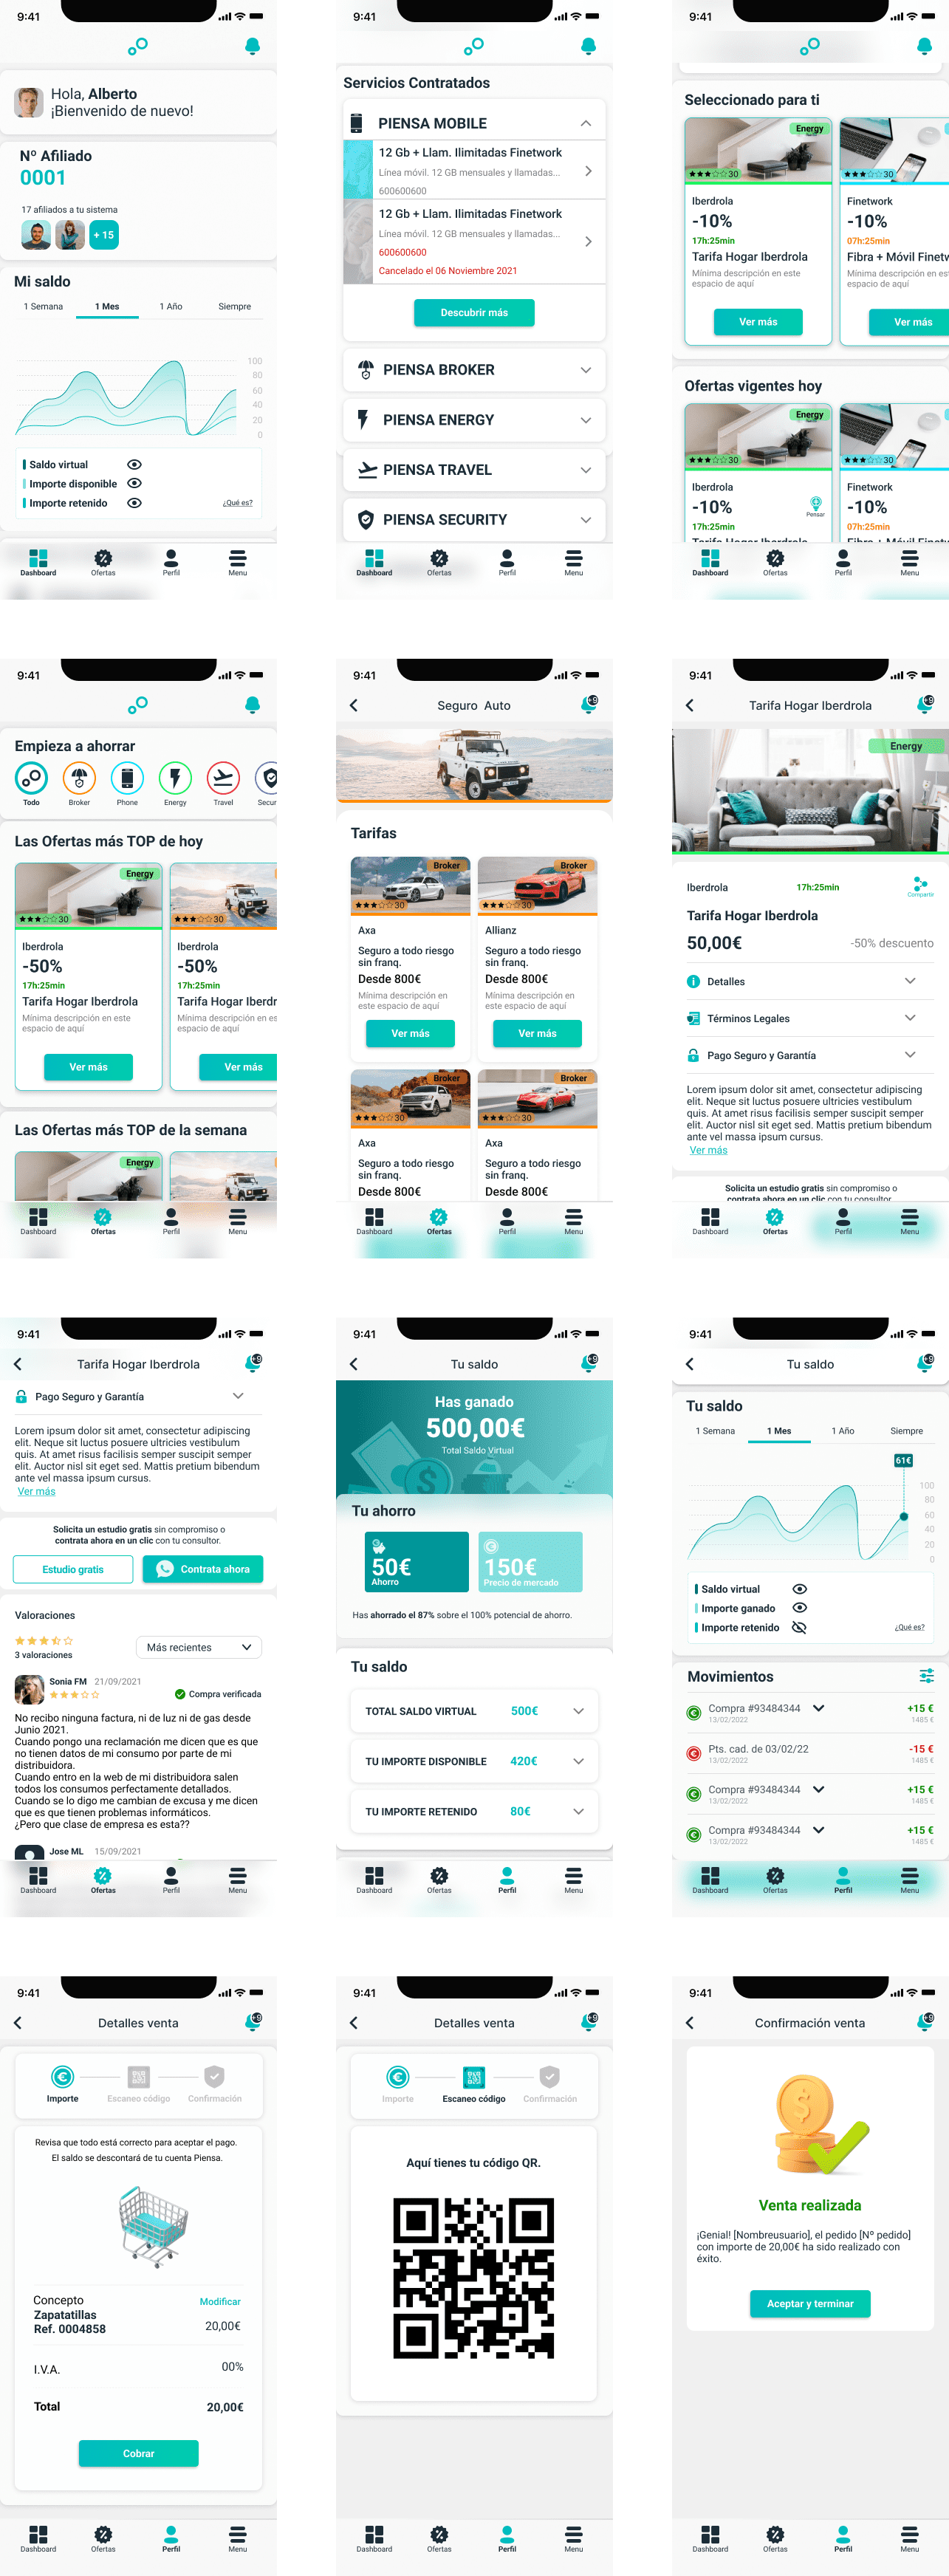 9:41
Hola, Alberto
¡Bienvenido de nuevo!
Nº Afiliado
0001
17 afiliados a tu sistema
+ 15
Mi saldo
1 Semana 1 Mes 1 Año Siempre
100
80
60
40
20
0
Saldo virtual
Importe disponible
Importe retenido ¿Qué es?
Dashboard Ofertas Perfil Menu
9:41
Servicios Contratados
PIENSA MOBILE
12 Gb + Llam. Ilimitadas Finetwork
Línea móvil. 12 GB mensuales y llamadas...
600600600
12 Gb + Llam. Ilimitadas Finetwork
Línea móvil. 12 GB mensuales y llamadas...
600600600
Cancelado el 06 Noviembre 2021
Descubrir más
PIENSA BROKER
PIENSA ENERGY
PIENSA TRAVEL
PIENSA SECURITY
Dashboard Ofertas Perfil Menu
9:41
Seleccionado para ti
Energy
30 30
Iberdrola Finetwork
-10% -10%
17h:25min 07h:25min
Tarifa Hogar Iberdrola Fibra + Móvil Finetw
Mínima descripción en este Mínima descripción en es
espacio de aquí espacio de aquí
Ver más Ver más
Ofertas vigentes hoy
Energy
30 30
Iberdrola Finetwork
-10% Pensar -10%
17h:25min 07h:25min
Tarifa Hogar Iberdrola Fibra + Móvil Finetw
Dashboard Ofertas Perfil Menu
9:41
Empieza a ahorrar
Todo Broker Phone Energy Travel Secur
Las Ofertas más TOP de hoy
Energy
30 30
Iberdrola Iberdrola
-50% -50%
17h:25min 17h:25min
Tarifa Hogar Iberdrola Tarifa Hogar Iberdr
Mínima descripción en este Mínima descripción en es
espacio de aquí espacio de aquí
Ver más Ver más
Las Ofertas más TOP de la semana
Energy
Dashboard Ofertas Perfil Menu
9:41
Seguro Auto +9
Tarifas
Broker Broker
30 30
Axa Allianz
Seguro a todo riesgo Seguro a todo riesgo
sin franq. sin franq.
Desde 800€ Desde 800€
Mínima descripción en Mínima descripción en
este espacio de aquí este espacio de aquí
Ver más Ver más
Broker Broker
30 30
Axa Axa
Seguro a todo riesgo Seguro a todo riesgo
sin franq. sin franq.
Desde 800€ Desde 800€
Dashboard Ofertas Perfil Menu
9:41
Tarifa Hogar Iberdrola +9
Energy
Iberdrola 17h:25min Compartir
Tarifa Hogar Iberdrola
50,00€ -50% descuento
Detalles
Términos Legales
Pago Seguro y Garantía
Lorem ipsum dolor sit amet, consectetur adipiscing
elit. Neque sit luctus posuere ultricies vestibulum
quis. At amet risus facilisis semper suscipit semper
elit. Auctor nisl sit eget sed. Mattis pretium bibendum
ante vel massa ipsum cursus.
Ver más
Solicita un estudio gratis sin compromiso o
contrata ahora en un clic con tu consultor.
Dashboard Ofertas Perfil Menu
9:41
Tarifa Hogar Iberdrola +9
Pago Seguro y Garantía
Lorem ipsum dolor sit amet, consectetur adipiscing
elit. Neque sit luctus posuere ultricies vestibulum
quis. At amet risus facilisis semper suscipit semper
elit. Auctor nisl sit eget sed. Mattis pretium bibendum
ante vel massa ipsum cursus.
Ver más
Solicita un estudio gratis sin compromiso o
contrata ahora en un clic con tu consultor.
Estudio gratis Contrata ahora
Valoraciones
3 valoraciones Más recientes
Sonia FM 21/09/2021
Compra verificada
No recibo ninguna factura, ni de luz ni de gas desde
Junio 2021.
Cuando pongo una reclamación me dicen que es que
no tienen datos de mi consumo por parte de mi
distribuidora.
Cuando entro en la web de mi distribuidora salen
todos los consumos perfectamente detallados.
Cuando se lo digo me cambian de excusa y me dicen
que es que tienen problemas informáticos.
¿Pero que clase de empresa es esta??
Jose ML 15/09/2021
Dashboard Ofertas Perfil Menu
9:41
Tu saldo +9
Has ganado
500,00€
Total Saldo Virtual
Tu ahorro
50€ 150€
Ahorro Precio de mercado
Has ahorrado el 87% sobre el 100% potencial de ahorro.
Tu saldo
TOTAL SALDO VIRTUAL 500€
TU IMPORTE DISPONIBLE 420€
TU IMPORTE RETENIDO 80€
Dashboard Ofertas Perfil Menu
9:41
Tu saldo +9
Tu saldo
1 Semana 1 Mes 1 Año Siempre
61€
100
80
60
40
20
0
Saldo virtual
Importe ganado
Importe retenido ¿Qué es?
Movimientos
Compra #93484344 +15 €
13/02/2022 1485 €
Pts. cad. de 03/02/22 -15 €
13/02/2022 1485 €
Compra #93484344 +15 €
13/02/2022 1485 €
Compra #93484344 +15 €
13/02/2022 1485 €
Dashboard Ofertas Perfil Menu
9:41
Detalles venta +9
Importe Escaneo código Confirmación
Revisa que todo está correcto para aceptar el pago.
El saldo se descontará de tu cuenta Piensa.
Concepto Modificar
Zapatatillas
Ref. 0004858 20,00€
I.V.A. 00%
Total 20,00€
Cobrar
Dashboard Ofertas Perfil Menu
9:41
Detalles venta +9
Importe Escaneo código Confirmación
Aquí tienes tu código QR.
Dashboard Ofertas Perfil Menu
9:41
Confirmación venta +9
Venta realizada
¡Genial! [Nombreusuario], el pedido [Nº pedido]
con importe de 20,00€ ha sido realizado con
éxito.
Aceptar y terminar
Dashboard Ofertas Perfil Menu